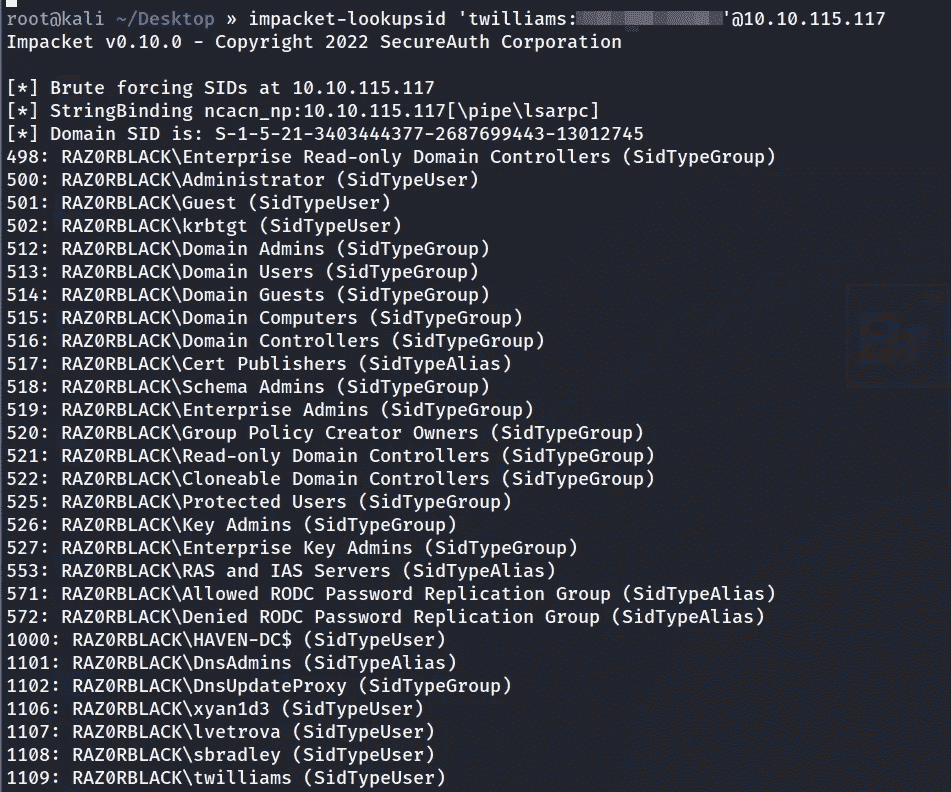 root@kali ~/Desktop » impacket-lookupsid 'twilliams: '@10.10.115.117
Impacket v0.10.0 - Copyright 2022 SecureAuth Corporation
[*] Brute forcing SIDs at 10.10.115.117
[*] StringBinding ncacn_np:10.10.115.117[\pipe\lsarpc]
[*] Domain SID is: S-1-5-21-3403444377-2687699443-13012745
498: RAZ0RBLACK\Enterprise Read-only Domain Controllers (SidTypeGroup)
500: RAZ0RBLACK\Administrator (SidTypeUser)
501: RAZ0RBLACK\Guest (SidTypeUser)
502: RAZ0RBLACK\krbtgt (SidTypeUser)
512: RAZ0RBLACK\Domain Admins (SidTypeGroup)
513: RAZ0RBLACK\Domain Users (SidTypeGroup)
514: RAZ0RBLACK\Domain Guests (SidTypeGroup)
515: RAZ0RBLACK\Domain Computers (SidTypeGroup)
516: RAZ0RBLACK\Domain Controllers (SidTypeGroup)
517: RAZ0RBLACK\Cert Publishers (SidTypeAlias)
518: RAZ0RBLACK\Schema Admins (SidTypeGroup)
519: RAZ0RBLACK\Enterprise Admins (SidTypeGroup)
520: RAZ0RBLACK\Group Policy Creator Owners (SidTypeGroup)
521: RAZ0RBLACK\Read-only Domain Controllers (SidTypeGroup)
522: RAZ0RBLACK\Cloneable Domain Controllers (SidTypeGroup)
525: RAZ0RBLACK\Protected Users (SidTypeGroup)
526: RAZ0RBLACK\Key Admins (SidTypeGroup)
527: RAZ0RBLACK\Enterprise Key Admins (SidTypeGroup)
553: RAZ0RBLACK\RAS and IAS Servers (SidTypeAlias)
571: RAZ0RBLACK\Allowed RODC Password Replication Group (SidTypeAlias)
572: RAZ0RBLACK\Denied RODC Password Replication Group (SidTypeAlias)
1000: RAZ0RBLACK\HAVEN-DC$ (SidTypeUser)
1101: RAZ0RBLACK\DnsAdmins (SidTypeAlias)
1102: RAZ0RBLACK\DnsUpdateProxy (SidTypeGroup)
1106: RAZ0RBLACK\xyan1d3 (SidTypeUser)
1107: RAZ0RBLACK\lvetrova (SidTypeUser)
1108: RAZ0RBLACK\sbradley (SidTypeUser)
1109: RAZ0RBLACK\twilliams (SidTypeUser)